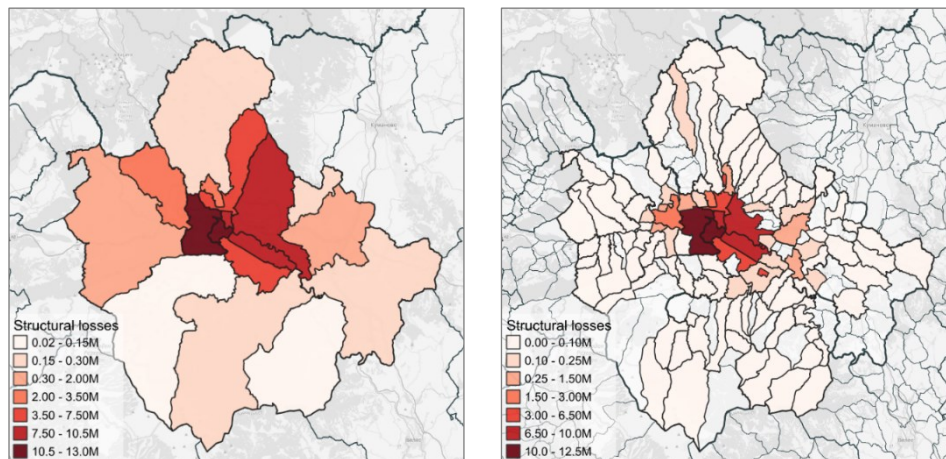 Structural losses
0.02 - 0.15M
0.15 - 0.30M
0.30 - 2.00M
2.00 - 3.50M
3.50 - 7.50M
7.50 - 10.5M
10.5 - 13.0M
Structural losses
0.00 - 0.10M
0.10 - 0.25M
0.25 - 1.50M
1.50 - 3.00M
3.00 - 6.50M
6.50 - 10.0M
10.0 - 12.5M